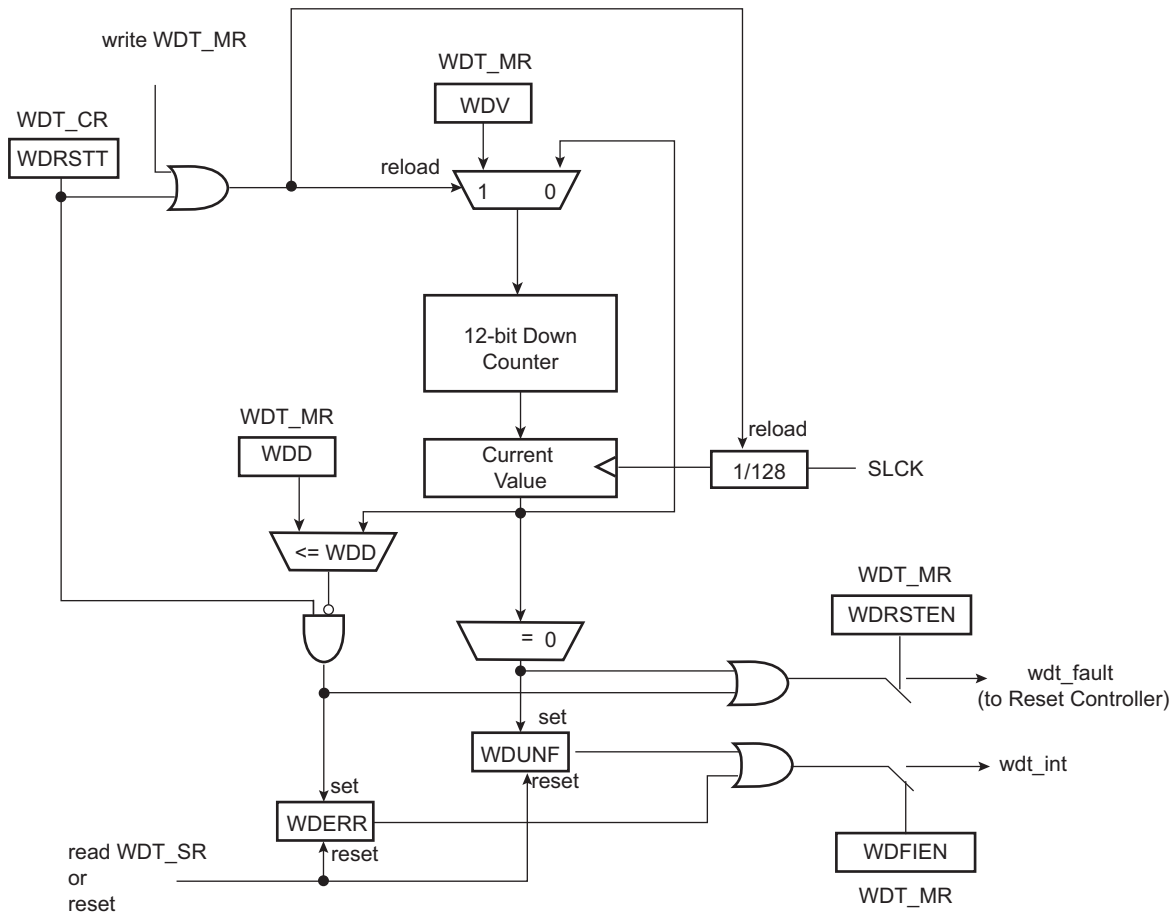 write WDT_MR
WDT_MR
WDV
WDT_CR
WDRSTT
reload
1 0
12-bit Down
Counter
WDT_MR
WDD
Current
Value
reload
1/128
SLCK
<= WDD
= 0
WDT_MR
WDRSTEN
wdt_fault
(to Reset Controller)
set
WDUNF
reset
wdt_int
set
WDERR
reset
WDFIEN
WDT_MR
read WDT_SR
or
reset